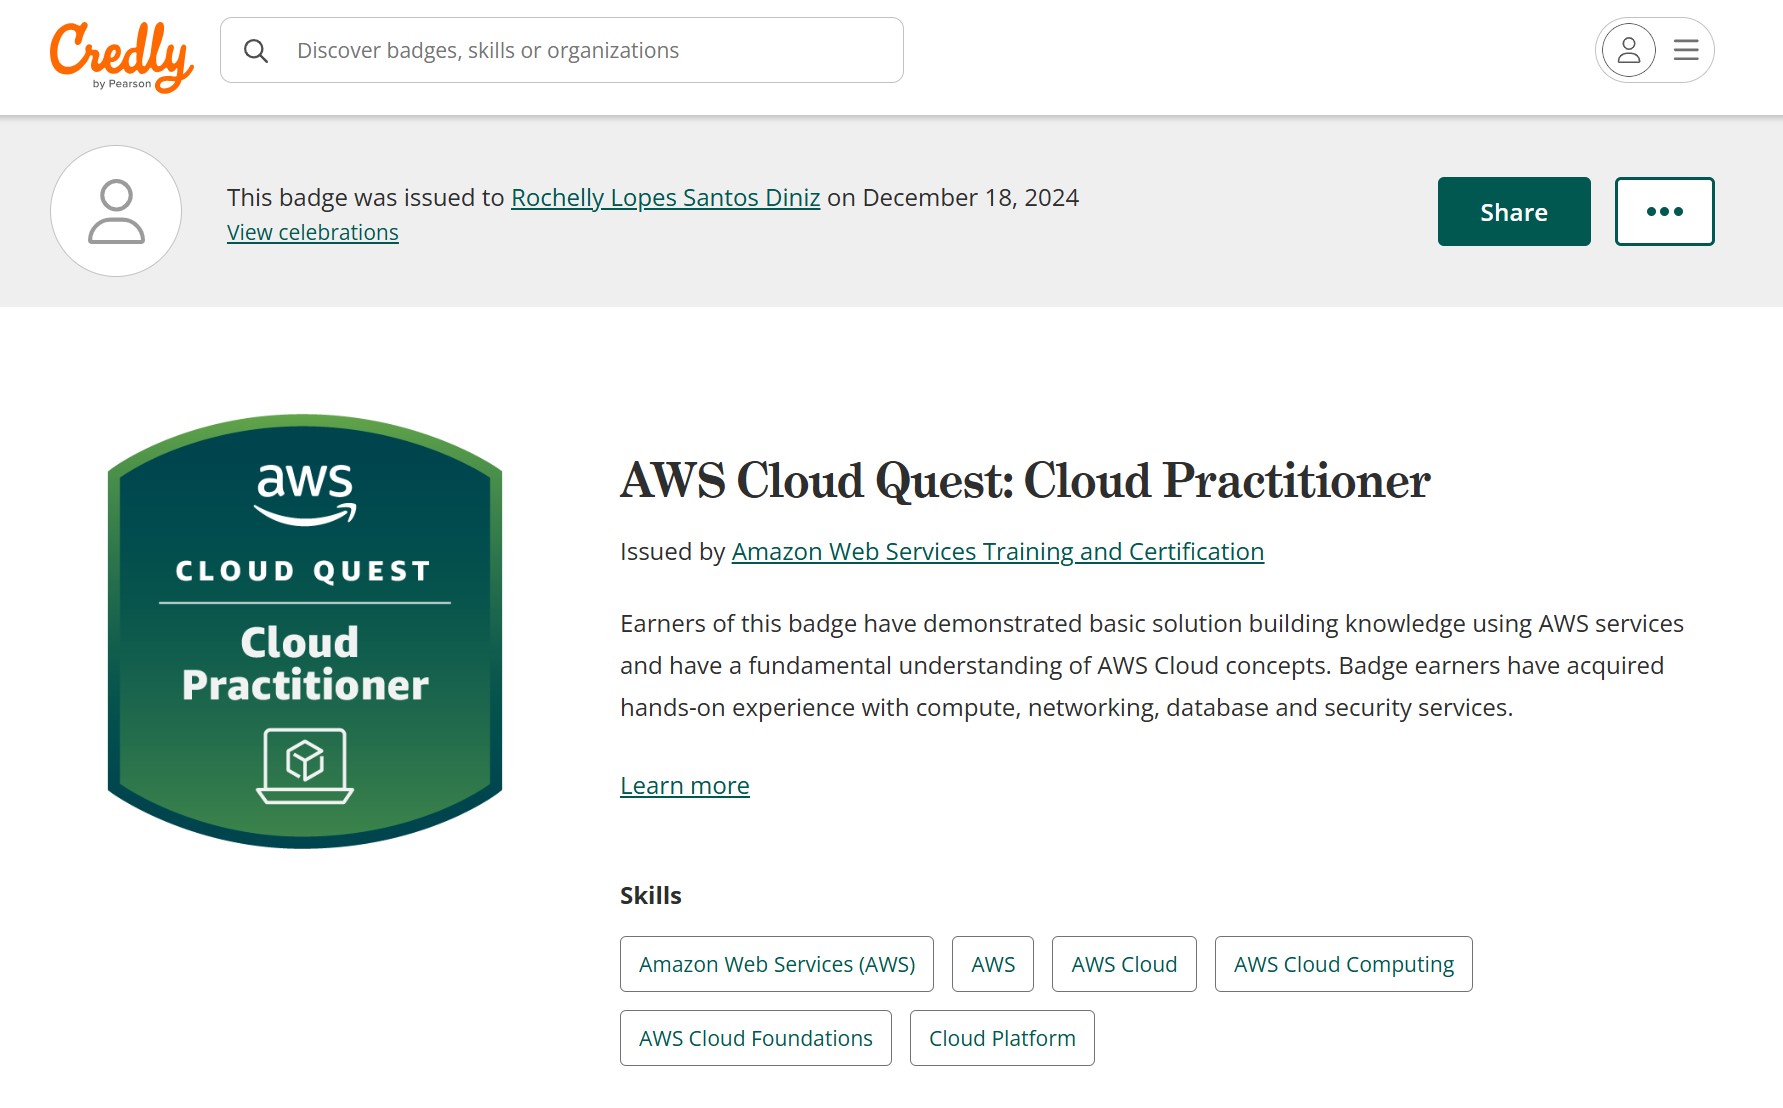 Credly
by Pearson
Discover badges, skills or organizations
This badge was issued to Rochelly Lopes Santos Diniz on December 18, 2024
View celebrations
Share
aws
CLOUD QUEST
Cloud
Practitioner
AWS Cloud Quest: Cloud Practitioner
Issued by Amazon Web Services Training and Certification
Earners of this badge have demonstrated basic solution building knowledge using AWS services
and have a fundamental understanding of AWS Cloud concepts. Badge earners have acquired
hands-on experience with compute, networking, database and security services.
Learn more
Skills
Amazon Web Services (AWS)
AWS
AWS Cloud
AWS Cloud Computing
AWS Cloud Foundations
Cloud Platform